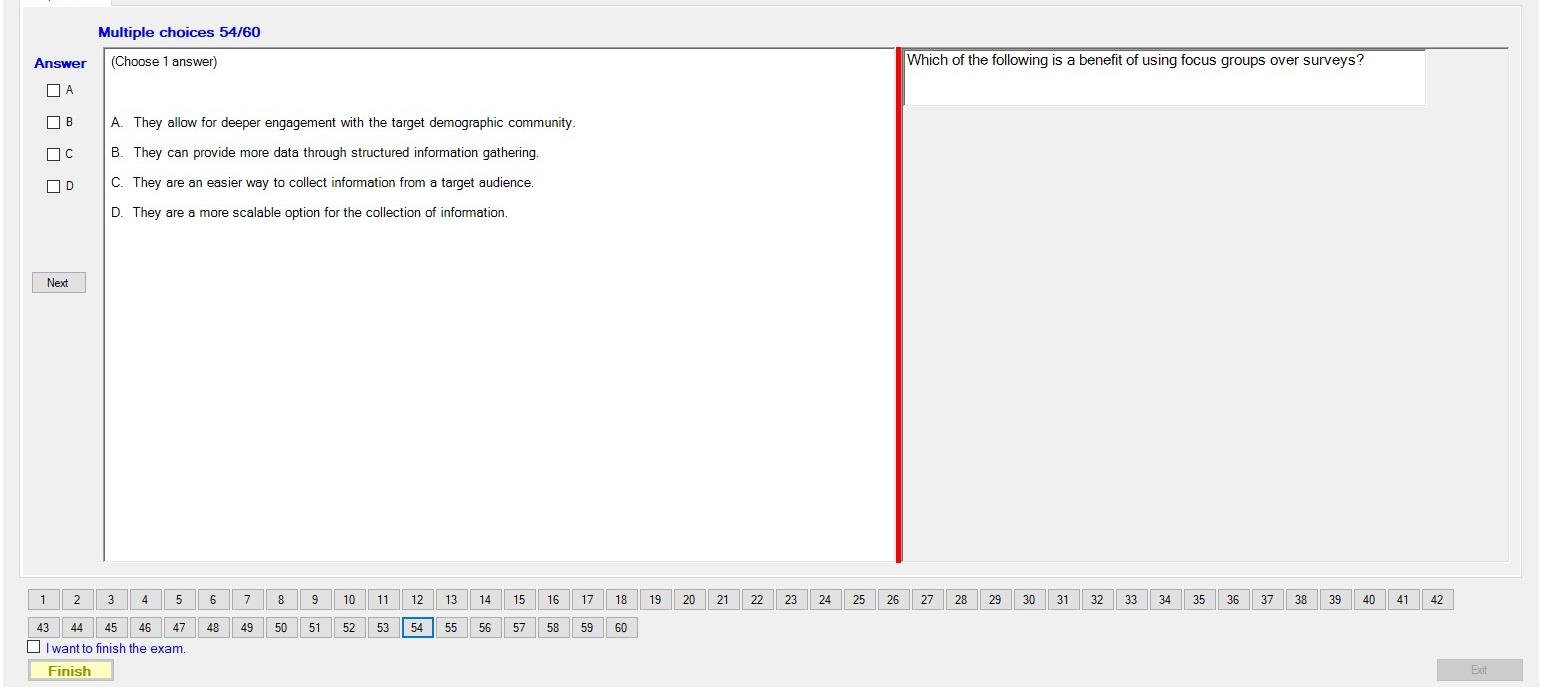 Multiple choices 54/60
Answer
A
B
C
D
Next
(Choose 1 answer)
A. They allow for deeper engagement with the target demographic community.
B. They can provide more data through structured information gathering.
C. They are an easier way to collect information from a target audience.
D. They are a more scalable option for the collection of information.
Which of the following is a benefit of using focus groups over surveys?
1 2 3 4 5 6 7 8 9 10 11 12 13 14 15 16 17 18 19 20 21 22 23 24 25 26 27 28 29 30 31 32 33 34 35 36 37 38 39 40 41 42
43 44 45 46 47 48 49 50 51 52 53 54 55 56 57 58 59 60
I want to finish the exam.
Finish
Exit